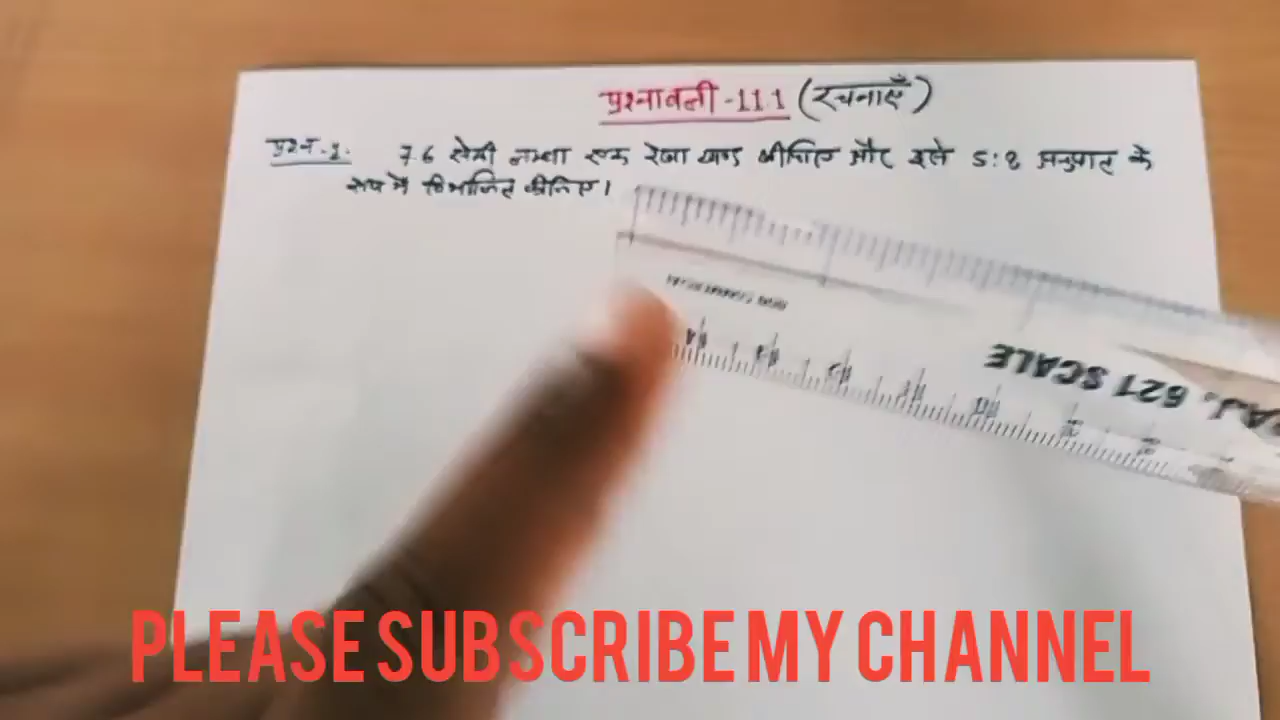 प्रश्नावली-11.1 (रचनाएँ)
प्रश्न-1. 7.6 सेमी लम्बा एक रेखा खण्ड खींचिए और इसे 5:8 अनुपात के
रूप में विभाजित कीजिए।
SCALE
621
PLEASE SUBSCRIBE MY CHANNEL